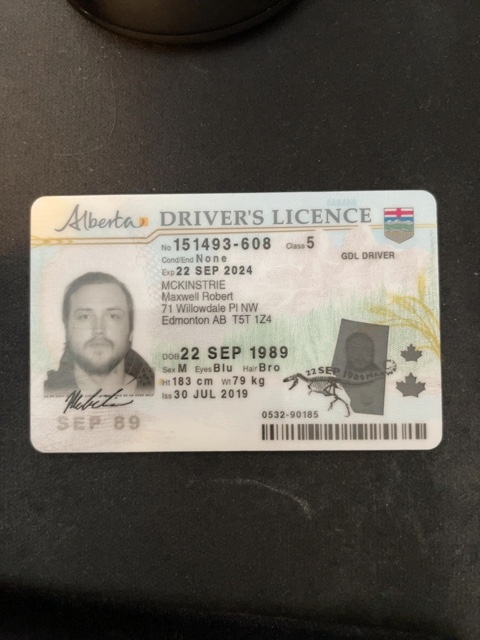 Alberta DRIVER'S LICENCE
No 151493-608 Class 5
GDL DRIVER
Cond/End None
Exp 22 SEP 2024
MCKINSTRIE
Maxwell Robert
71 Willowdale Pl NW
Edmonton AB T5T 1Z4
DOB 22 SEP 1989
Sex M Eyes Blu Hair Bro
Ht 183 cm Wt 79 kg
Iss 30 JUL 2019
SEP 89
22 SEP 1989
0532-90185